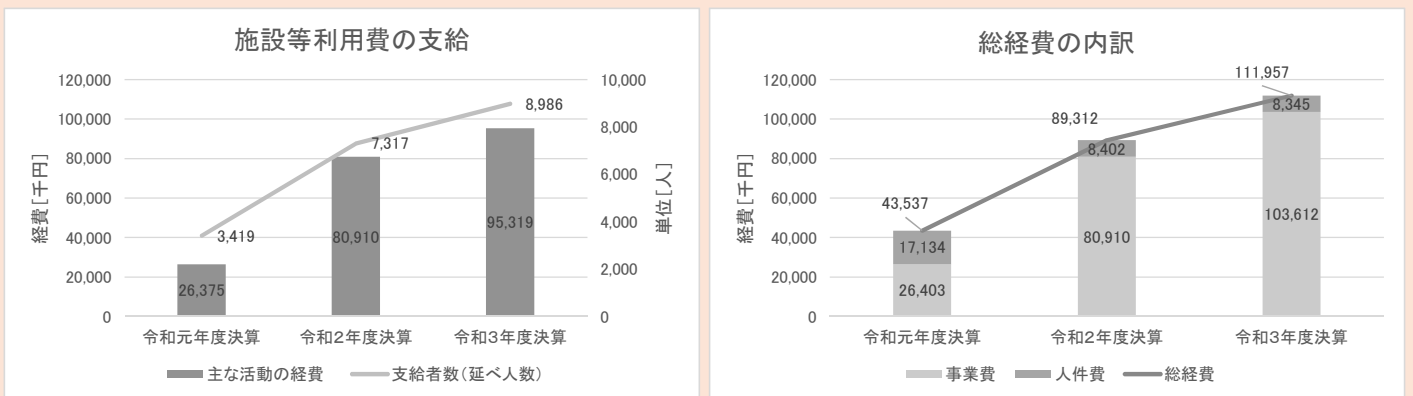 施設等利用費の支給
120,000
100,000
80,000
60,000
40,000
20,000
0
経費[千円]
10,000
8,000
6,000
4,000
2,000
0
単位[人]
3,419
7,317
8,986
26,375
80,910
95,319
令和元年度決算
令和2年度決算
令和3年度決算
主な活動の経費
支給者数(延べ人数)
総経費の内訳
120,000
100,000
80,000
60,000
40,000
20,000
0
経費[千円]
43,537
89,312
111,957
17,134
8,402
8,345
26,403
80,910
103,612
令和元年度決算
令和2年度決算
令和3年度決算
事業費
人件費
総経費